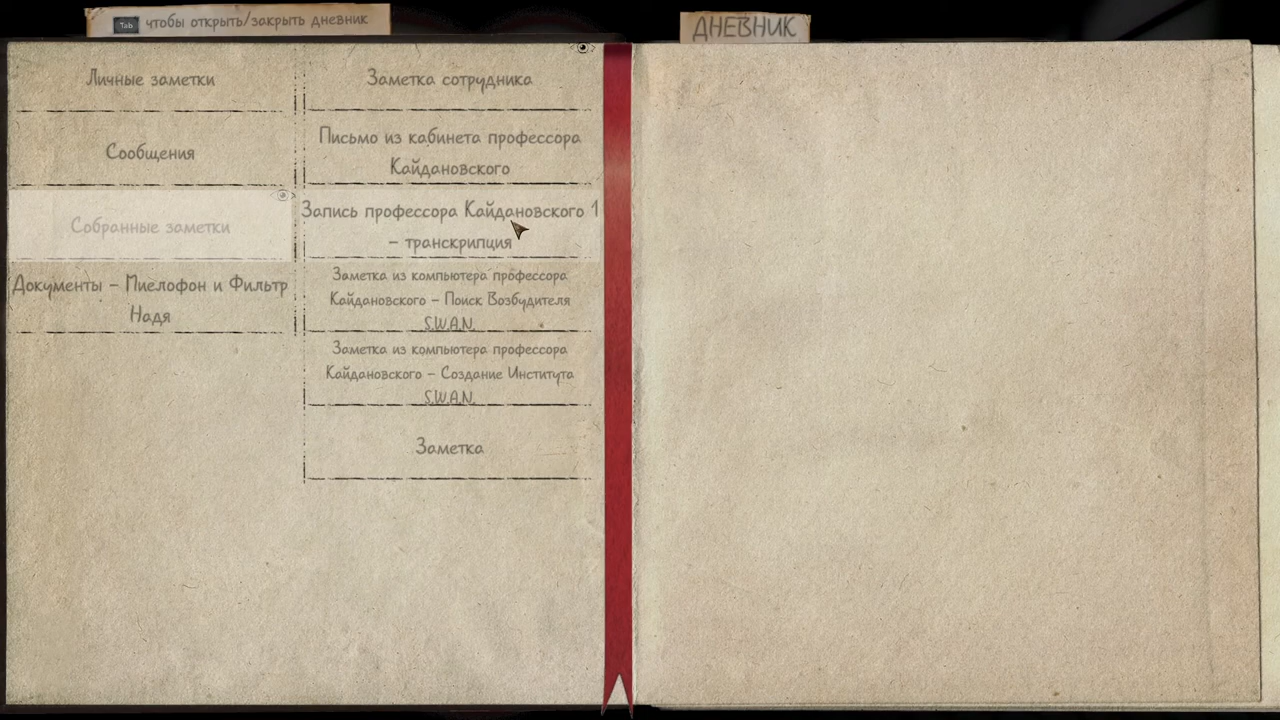 Tab чтобы открыть/закрыть дневник
ДНЕВНИК
Личные заметки
Сообщения
Собранные заметки
Документы – Миелофон и Фильтр
Надя
Заметка сотрудника
Письмо из кабинета профессора
Кайдановского
Запись профессора Кайдановского 1
– транскрипция
Заметка из компьютера профессора
Кайдановского – Поиск Возбудителя
S.W.A.N.
Заметка из компьютера профессора
Кайдановского – Создание Института
S.W.A.N.
Заметка